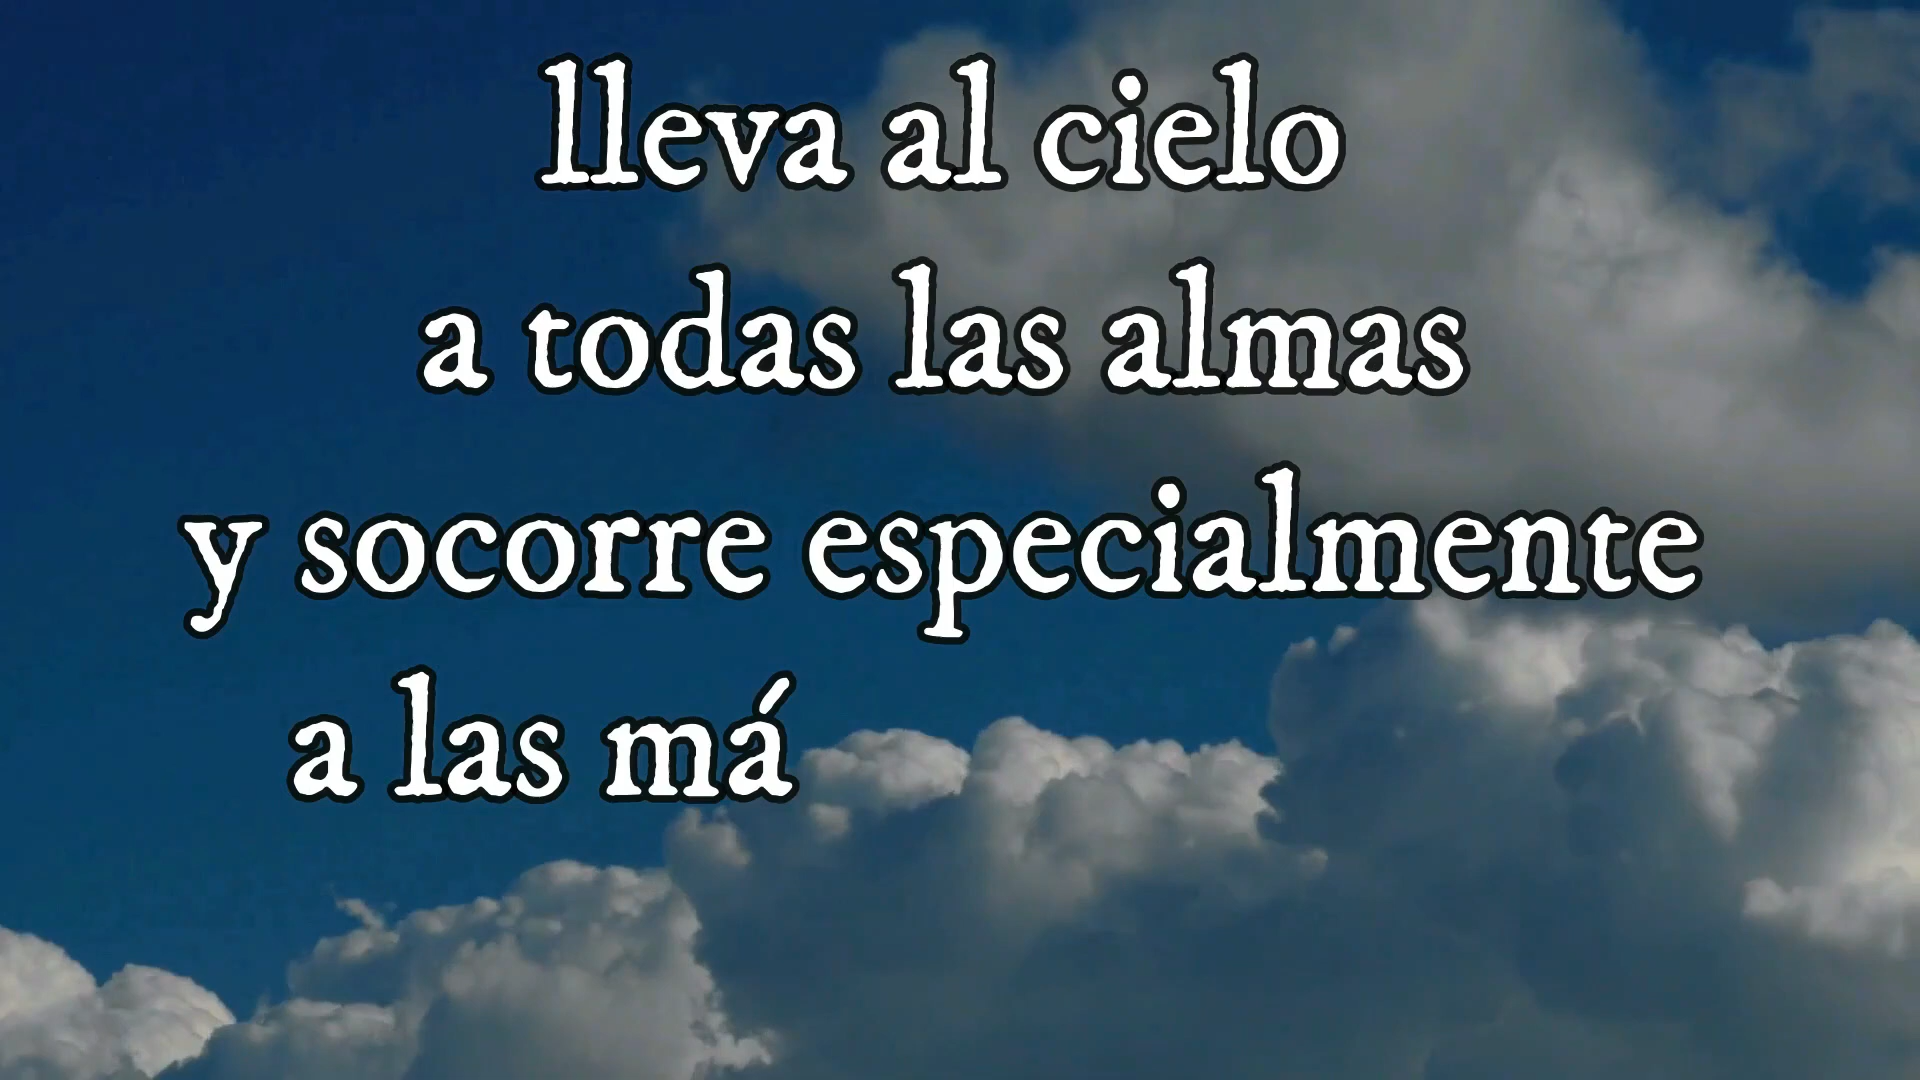 lleva al cielo
a todas las almas
y socorre especialmente
a las má